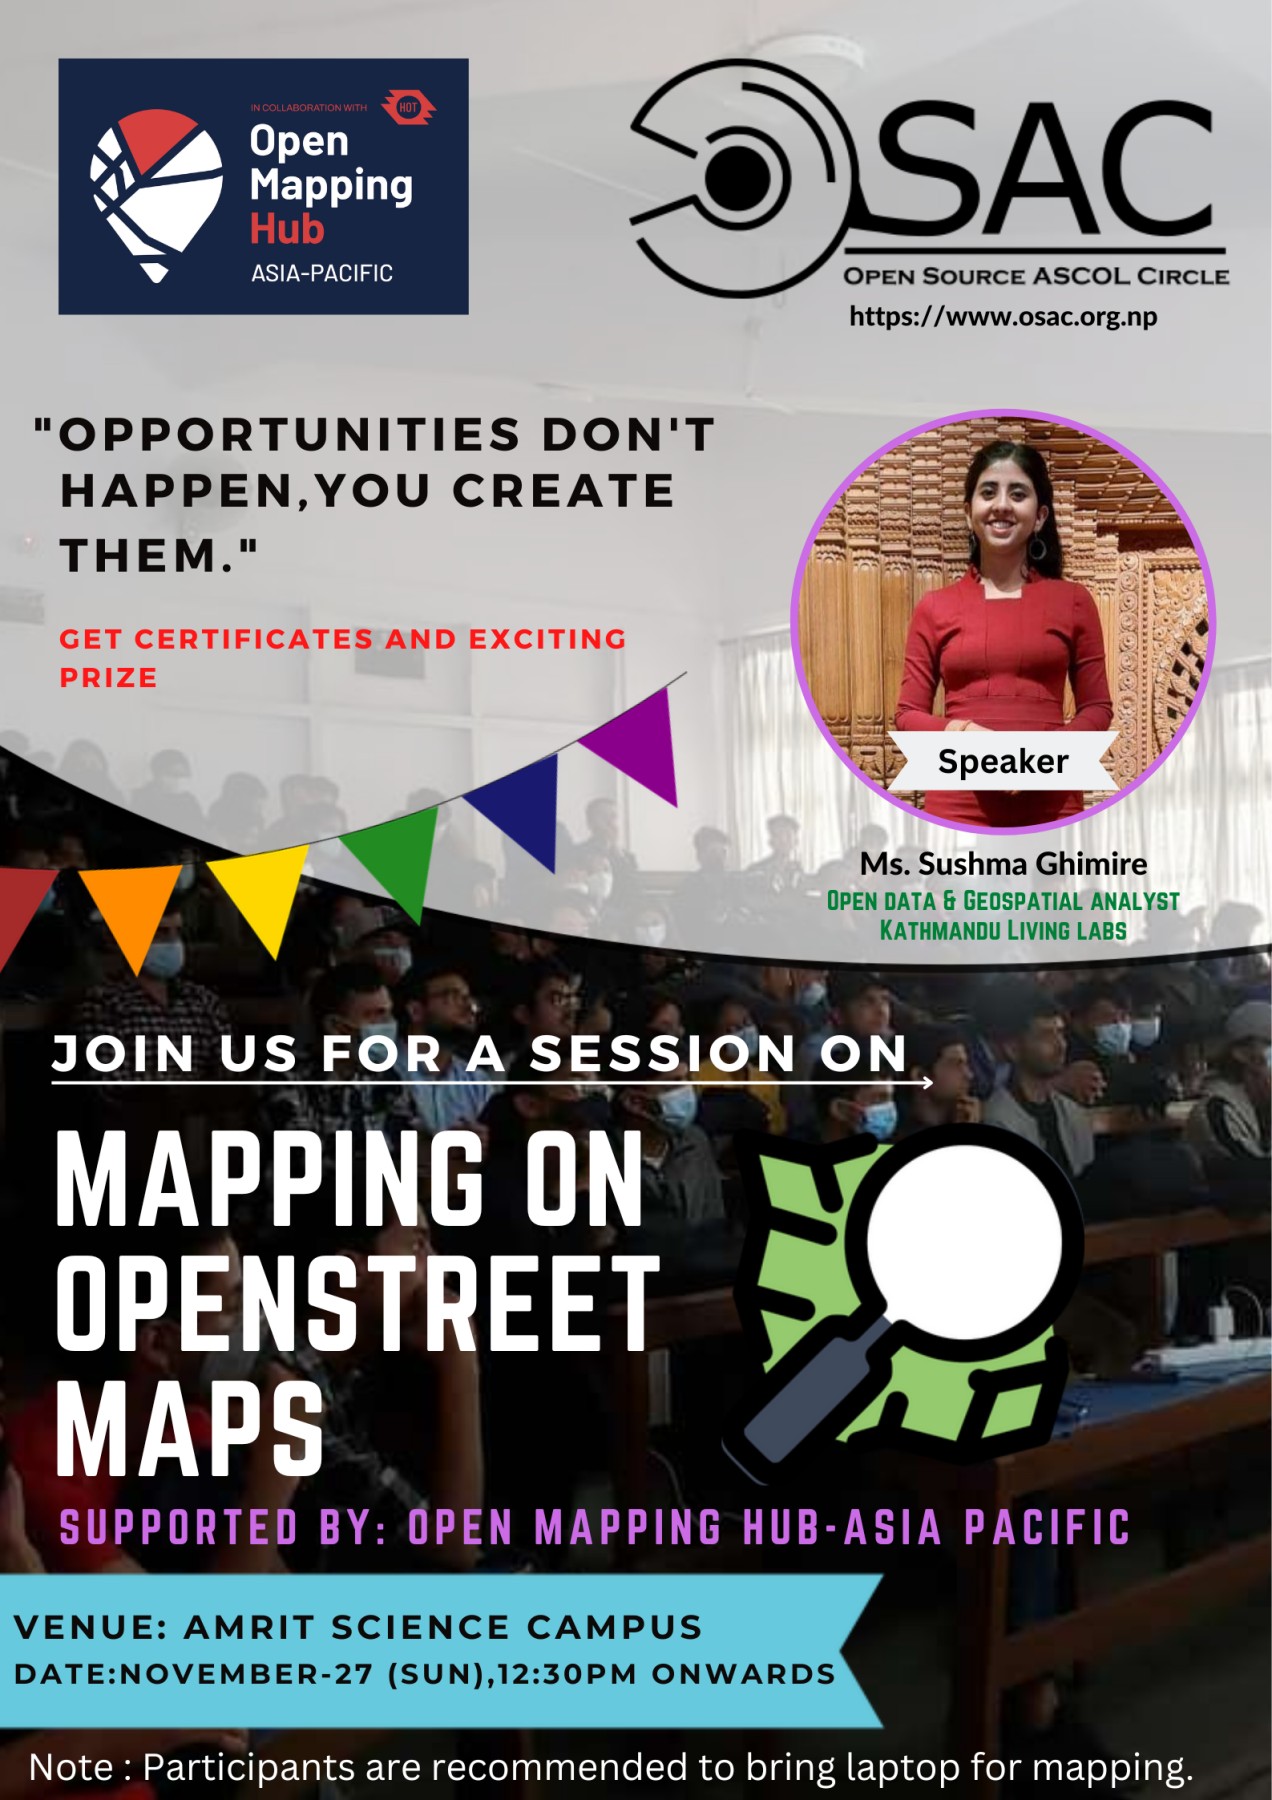 IN COLLABORATION WITH HOT
Open
Mapping
Hub
ASIA-PACIFIC
OSAC
OPEN SOURCE ASCOL CIRCLE
https://www.osac.org.np
"OPPORTUNITIES DON'T
HAPPEN,YOU CREATE
THEM."
GET CERTIFICATES AND EXCITING
PRIZE
Speaker
Ms. Sushma Ghimire
OPEN DATA & GEOSPATIAL ANALYST
KATHMANDU LIVING LABS
JOIN US FOR A SESSION ON
MAPPING ON
OPENSTREET
MAPS
SUPPORTED BY: OPEN MAPPING HUB-ASIA PACIFIC
VENUE: AMRIT SCIENCE CAMPUS
DATE:NOVEMBER-27 (SUN),12:30PM ONWARDS
Note : Participants are recommended to bring laptop for mapping.